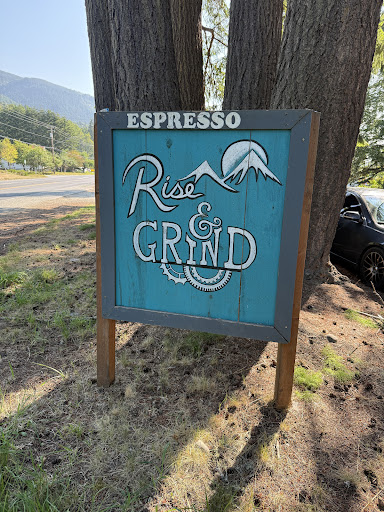 ESPRESSO
Rise
&
GRIND